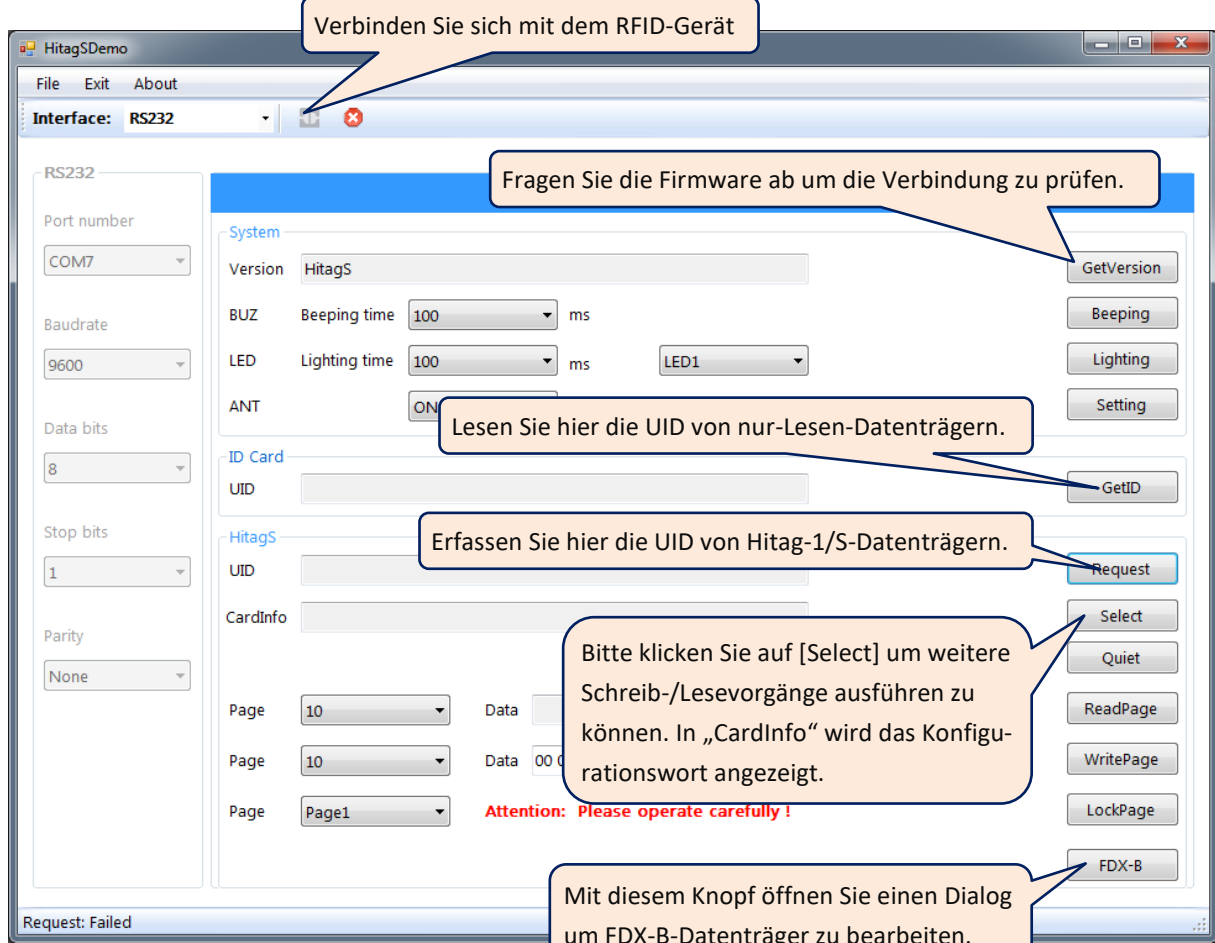 Verbinden Sie sich mit dem RFID-Gerät
HitagSDemo
File Exit About
Interface: RS232
RS232
Fragen Sie die Firmware ab um die Verbindung zu prüfen.
Port number
COM7
Baudrate
9600
Data bits
8
Stop bits
1
Parity
None
System
Version HitagS GetVersion
BUZ Beeping time 100 ms Beeping
LED Lighting time 100 ms LED1 Lighting
ANT ON Setting
Lesen Sie hier die UID von nur-Lesen-Datenträgern.
ID Card
UID GetID
HitagS
Erfassen Sie hier die UID von Hitag-1/S-Datenträgern.
UID Request
CardInfo Select
Quiet
Bitte klicken Sie auf [Select] um weitere
Schreib-/Lesevorgänge ausführen zu
können. In „CardInfo“ wird das Konfigu-
rationswort angezeigt.
Page 10 Data ReadPage
Page 10 Data 00 WritePage
Page Page1 Attention: Please operate carefully ! LockPage
FDX-B
Mit diesem Knopf öffnen Sie einen Dialog
um FDX-B-Datenträger zu bearbeiten.
Request: Failed